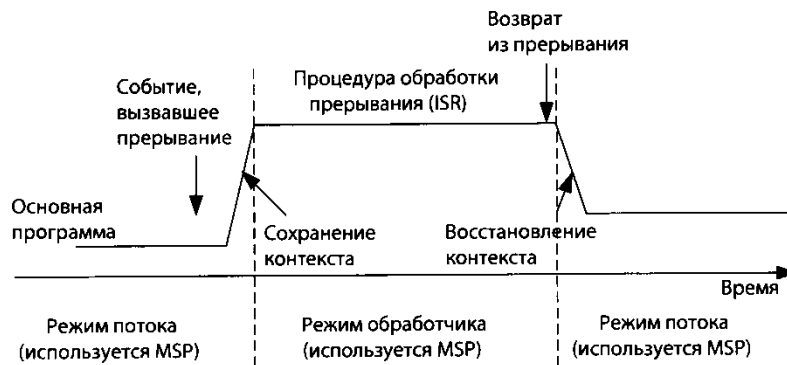 Возврат
из прерывания
Событие,
вызвавшее
прерывание
Процедура обработки
прерывания (ISR)
Основная
программа
Сохранение
контекста
Восстановление
контекста
Время
Режим потока
(используется MSP)
Режим обработчика
(используется MSP)
Режим потока
(используется MSP)